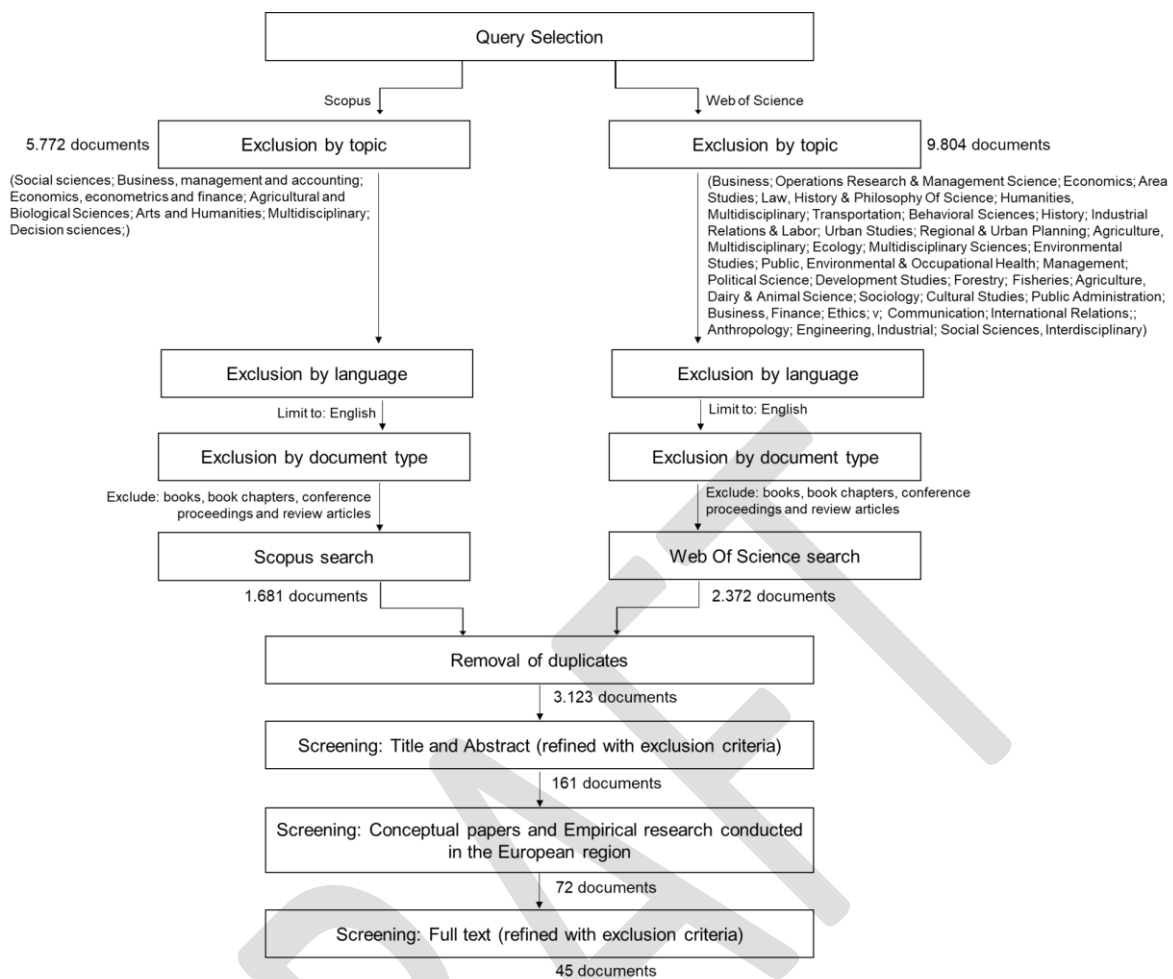 Query Selection
Scopus
Web of Science
5.772 documents
Exclusion by topic
Exclusion by topic
9.804 documents
(Social sciences; Business, management and accounting;
Economics, econometrics and finance; Agricultural and
Biological Sciences; Arts and Humanities; Multidisciplinary;
Decision sciences;)
(Business; Operations Research & Management Science; Economics; Area
Studies; Law, History & Philosophy Of Science; Humanities,
Multidisciplinary; Transportation; Behavioral Sciences; History; Industrial
Relations & Labor; Urban Studies; Regional & Urban Planning; Agriculture,
Multidisciplinary; Ecology; Multidisciplinary Sciences; Environmental
Studies; Public, Environmental & Occupational Health; Management;
Political Science; Development Studies; Forestry; Fisheries; Agriculture,
Dairy & Animal Science; Sociology; Cultural Studies; Public Administration;
Business, Finance; Ethics; v; Communication; International Relations;;
Anthropology; Engineering, Industrial; Social Sciences, Interdisciplinary)
Exclusion by language
Exclusion by language
Limit to: English
Limit to: English
Exclusion by document type
Exclusion by document type
Exclude: books, book chapters, conference
proceedings and review articles
Exclude: books, book chapters, conference
proceedings and review articles
Scopus search
Web Of Science search
1.681 documents
2.372 documents
Removal of duplicates
3.123 documents
Screening: Title and Abstract (refined with exclusion criteria)
161 documents
Screening: Conceptual papers and Empirical research conducted
in the European region
72 documents
Screening: Full text (refined with exclusion criteria)
45 documents
DRAFT